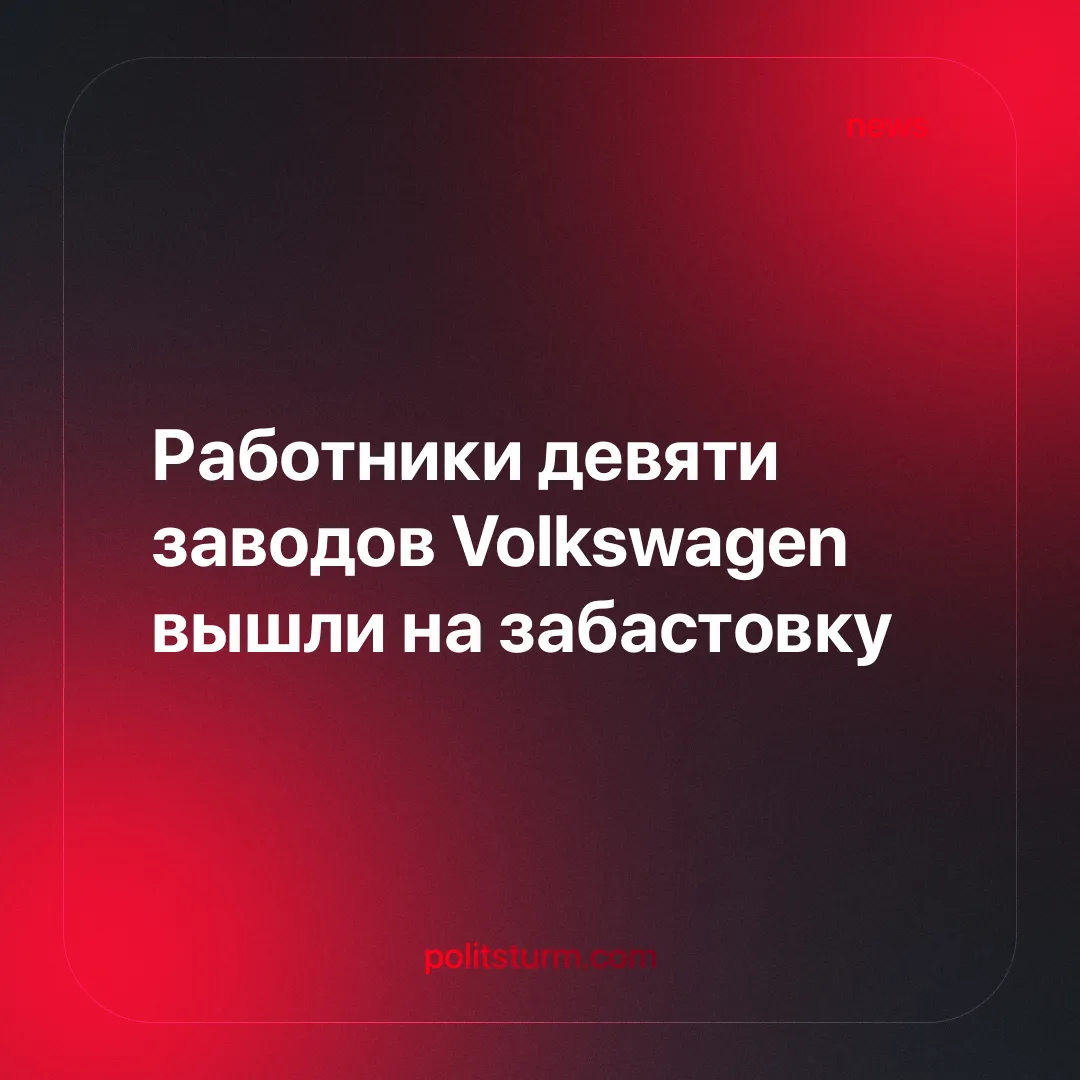 news
Работники девяти
заводов Volkswagen
вышли на забастовку
politsturm.com